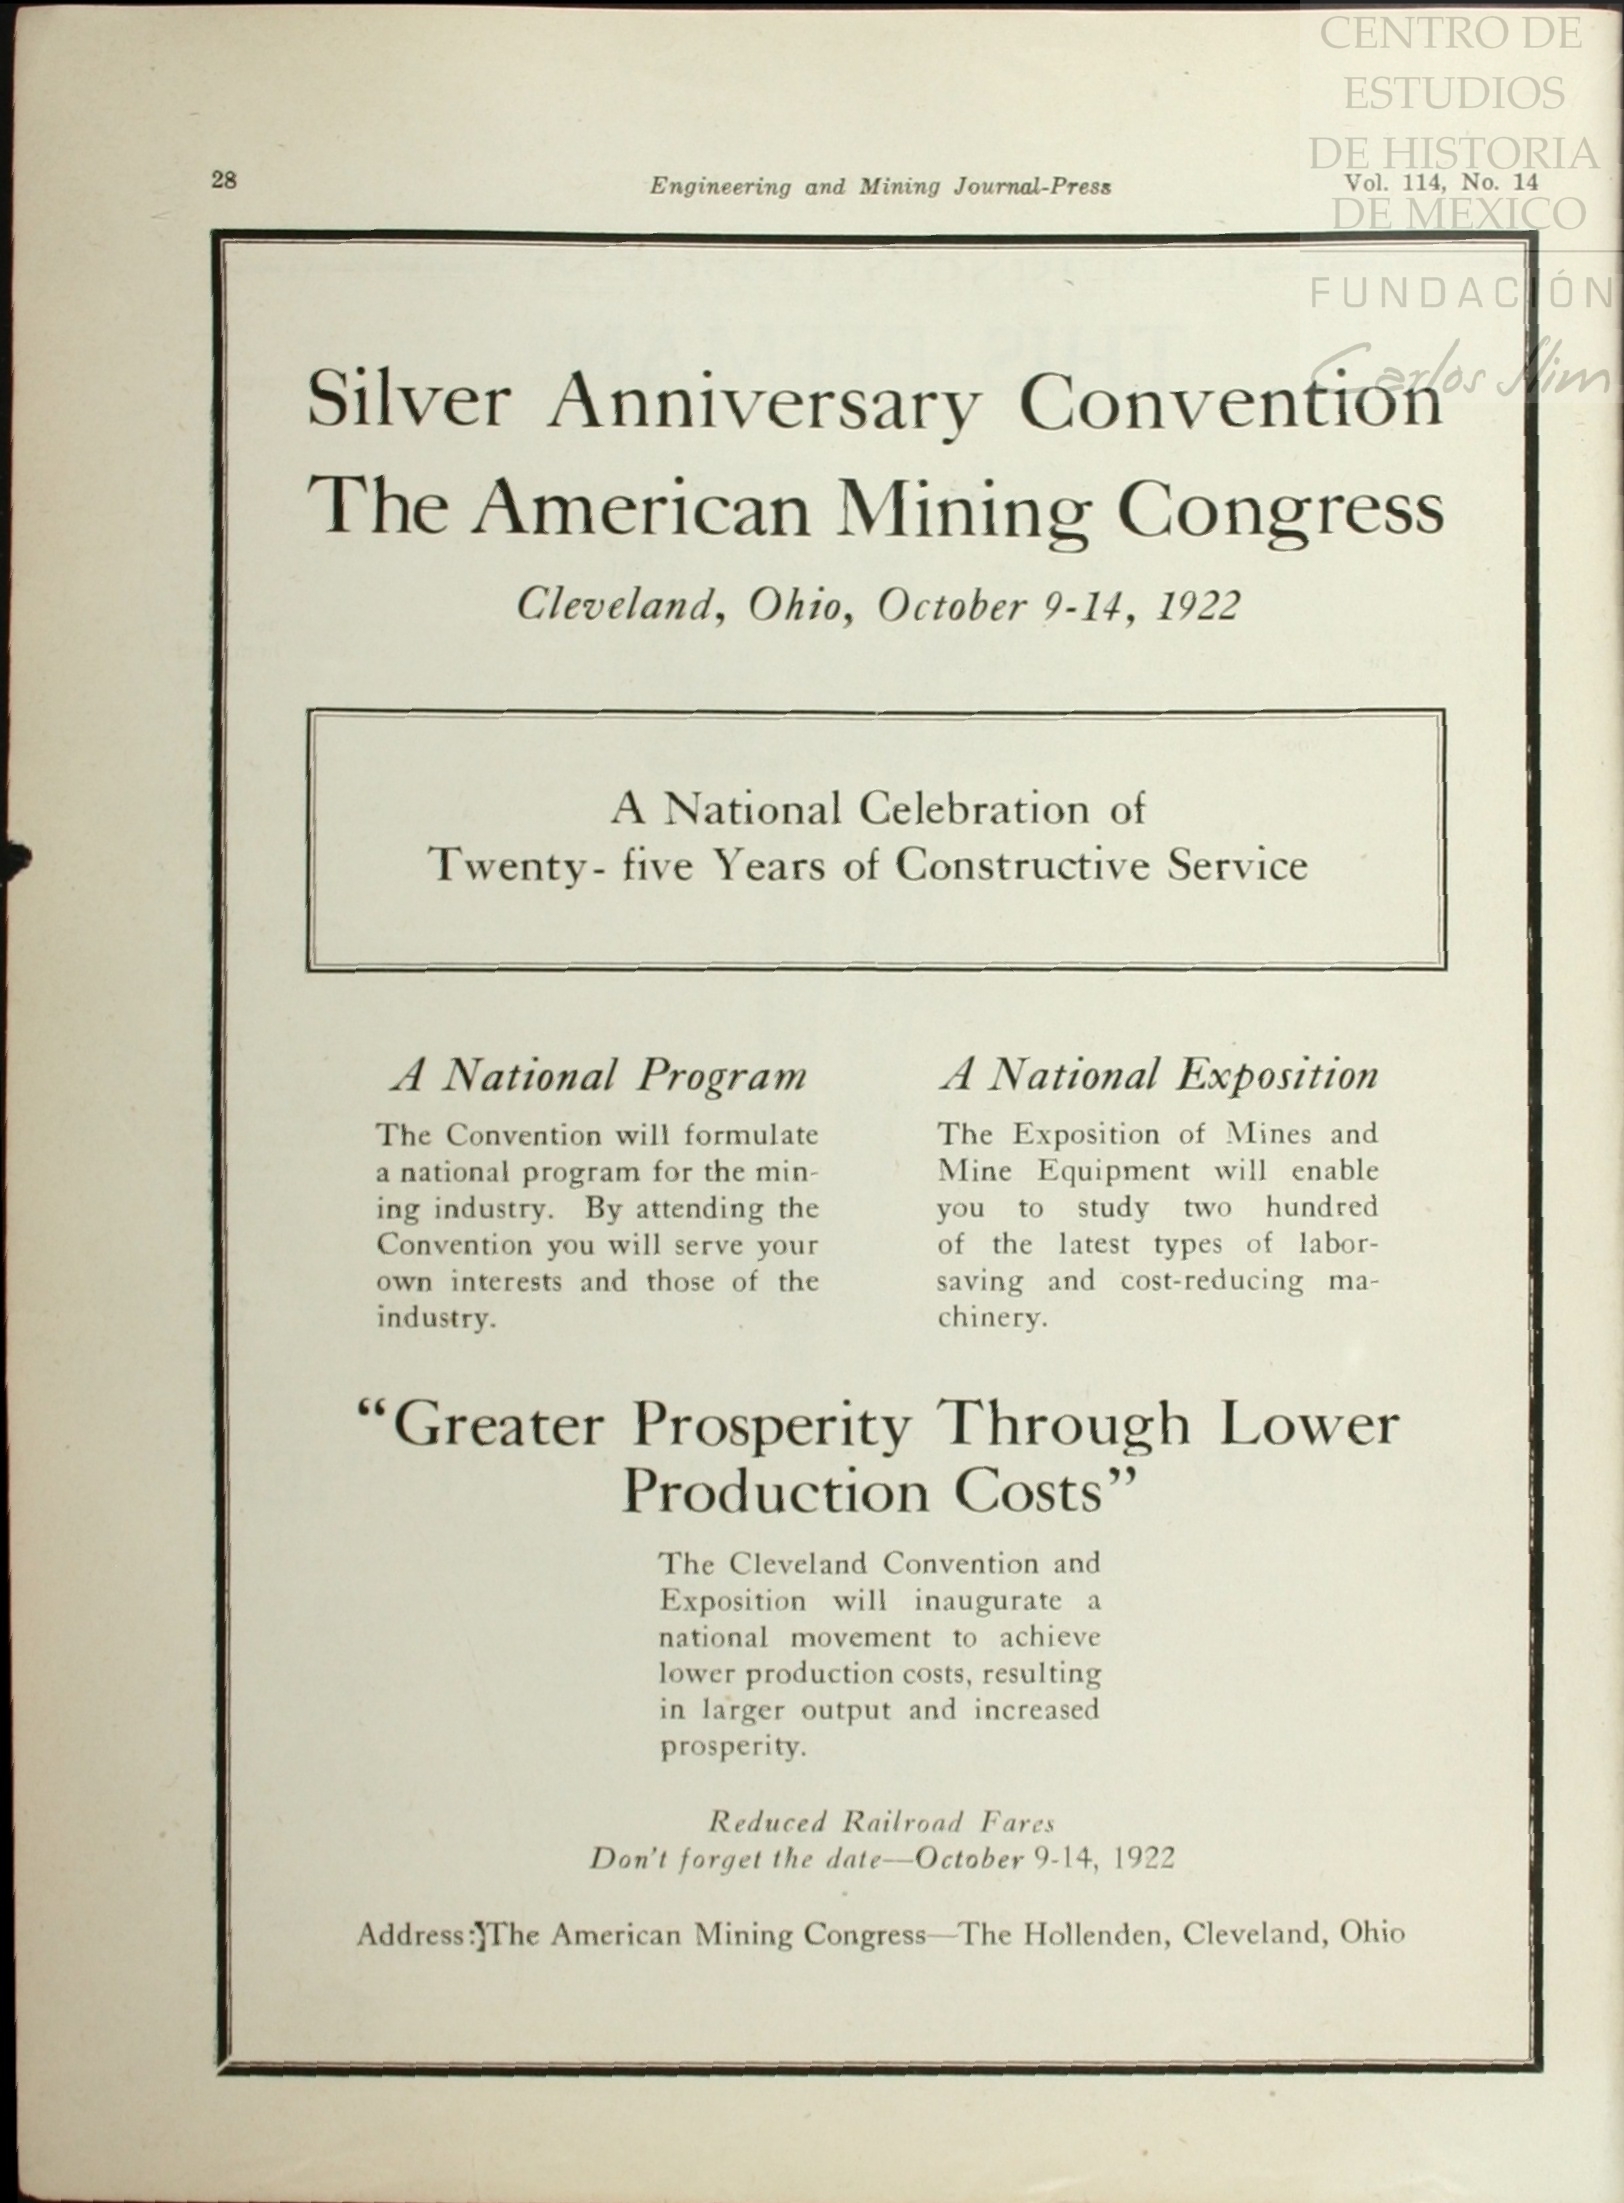 CENTRO DE
ESTUDIOS
DE HISTORIA
DE MEXICO
FUNDACIÓN
Carlos Slim
28
Engineering and Mining Journal-Press
Vol. 114, No. 14
Silver Anniversary Convention
The American Mining Congress
Cleveland, Ohio, October 9-14, 1922
A National Celebration of
Twenty- five Years of Constructive Service
A National Program
The Convention will formulate
a national program for the min-
ing industry. By attending the
Convention you will serve your
own interests and those of the
industry.
A National Exposition
The Exposition of Mines and
Mine Equipment will enable
you to study two hundred
of the latest types of labor-
saving and cost-reducing ma-
chinery.
“Greater Prosperity Through Lower
Production Costs”
The Cleveland Convention and
Exposition will inaugurate a
national movement to achieve
lower production costs, resulting
in larger output and increased
prosperity.
Reduced Railroad Fares
Don't forget the date—October 9-14, 1922
Address: The American Mining Congress—The Hollenden, Cleveland, Ohio